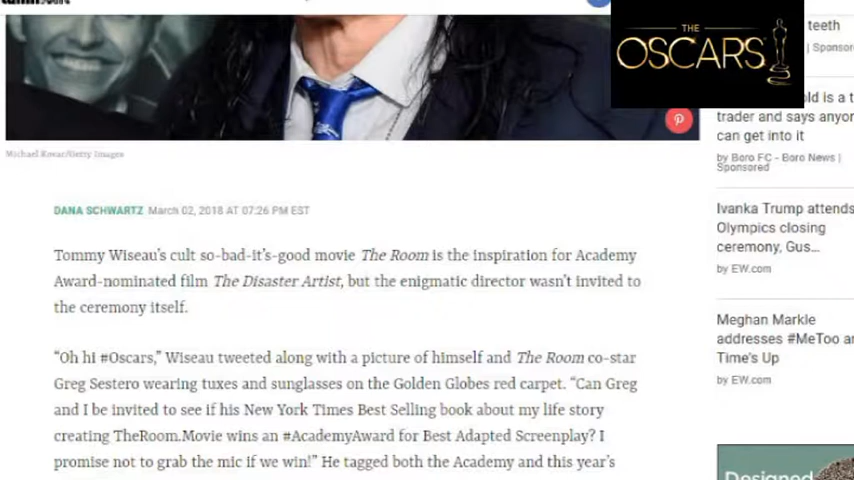 THE
OSCARS
teeth
| Sponsored
old is a t
trader and says anyor
can get into it
by Boro FC - Boro News |
Sponsored
Michael Kovac/Getty Images
DANA SCHWARTZ March 02, 2018 AT 07:26 PM EST
Ivanka Trump attends
Olympics closing
ceremony, Gus...
by EW.com
Tommy Wiseau’s cult so-bad-it’s-good movie The Room is the inspiration for Academy
Award-nominated film The Disaster Artist, but the enigmatic director wasn’t invited to
the ceremony itself.
Meghan Markle
addresses #MeToo ar
Time's Up
by EW.com
“Oh hi #Oscars,” Wiseau tweeted along with a picture of himself and The Room co-star
Greg Sestero wearing tuxes and sunglasses on the Golden Globes red carpet. “Can Greg
and I be invited to see if his New York Times Best Selling book about my life story
creating TheRoom.Movie wins an #AcademyAward for Best Adapted Screenplay? I
promise not to grab the mic if we win!” He tagged both the Academy and this year’s
Designed